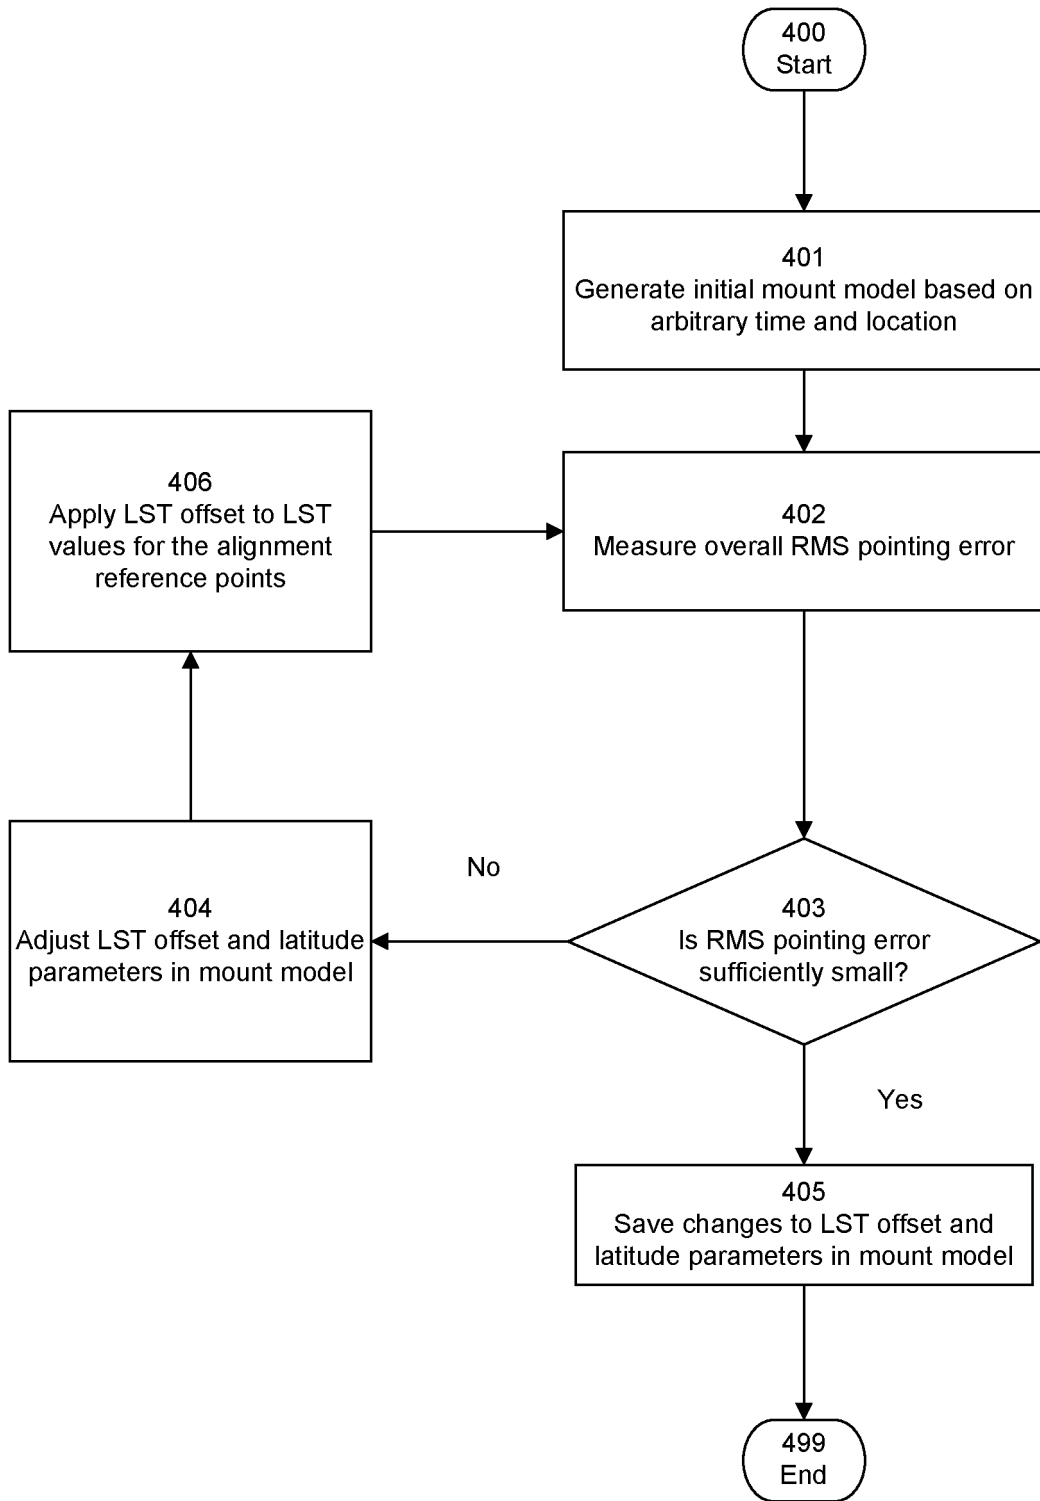 400
Start
401
Generate initial mount model based on
arbitrary time and location
406
Apply LST offset to LST
values for the alignment
reference points
402
Measure overall RMS pointing error
No
404
Adjust LST offset and latitude
parameters in mount model
403
Is RMS pointing error
sufficiently small?
Yes
405
Save changes to LST offset and
latitude parameters in mount model
499
End